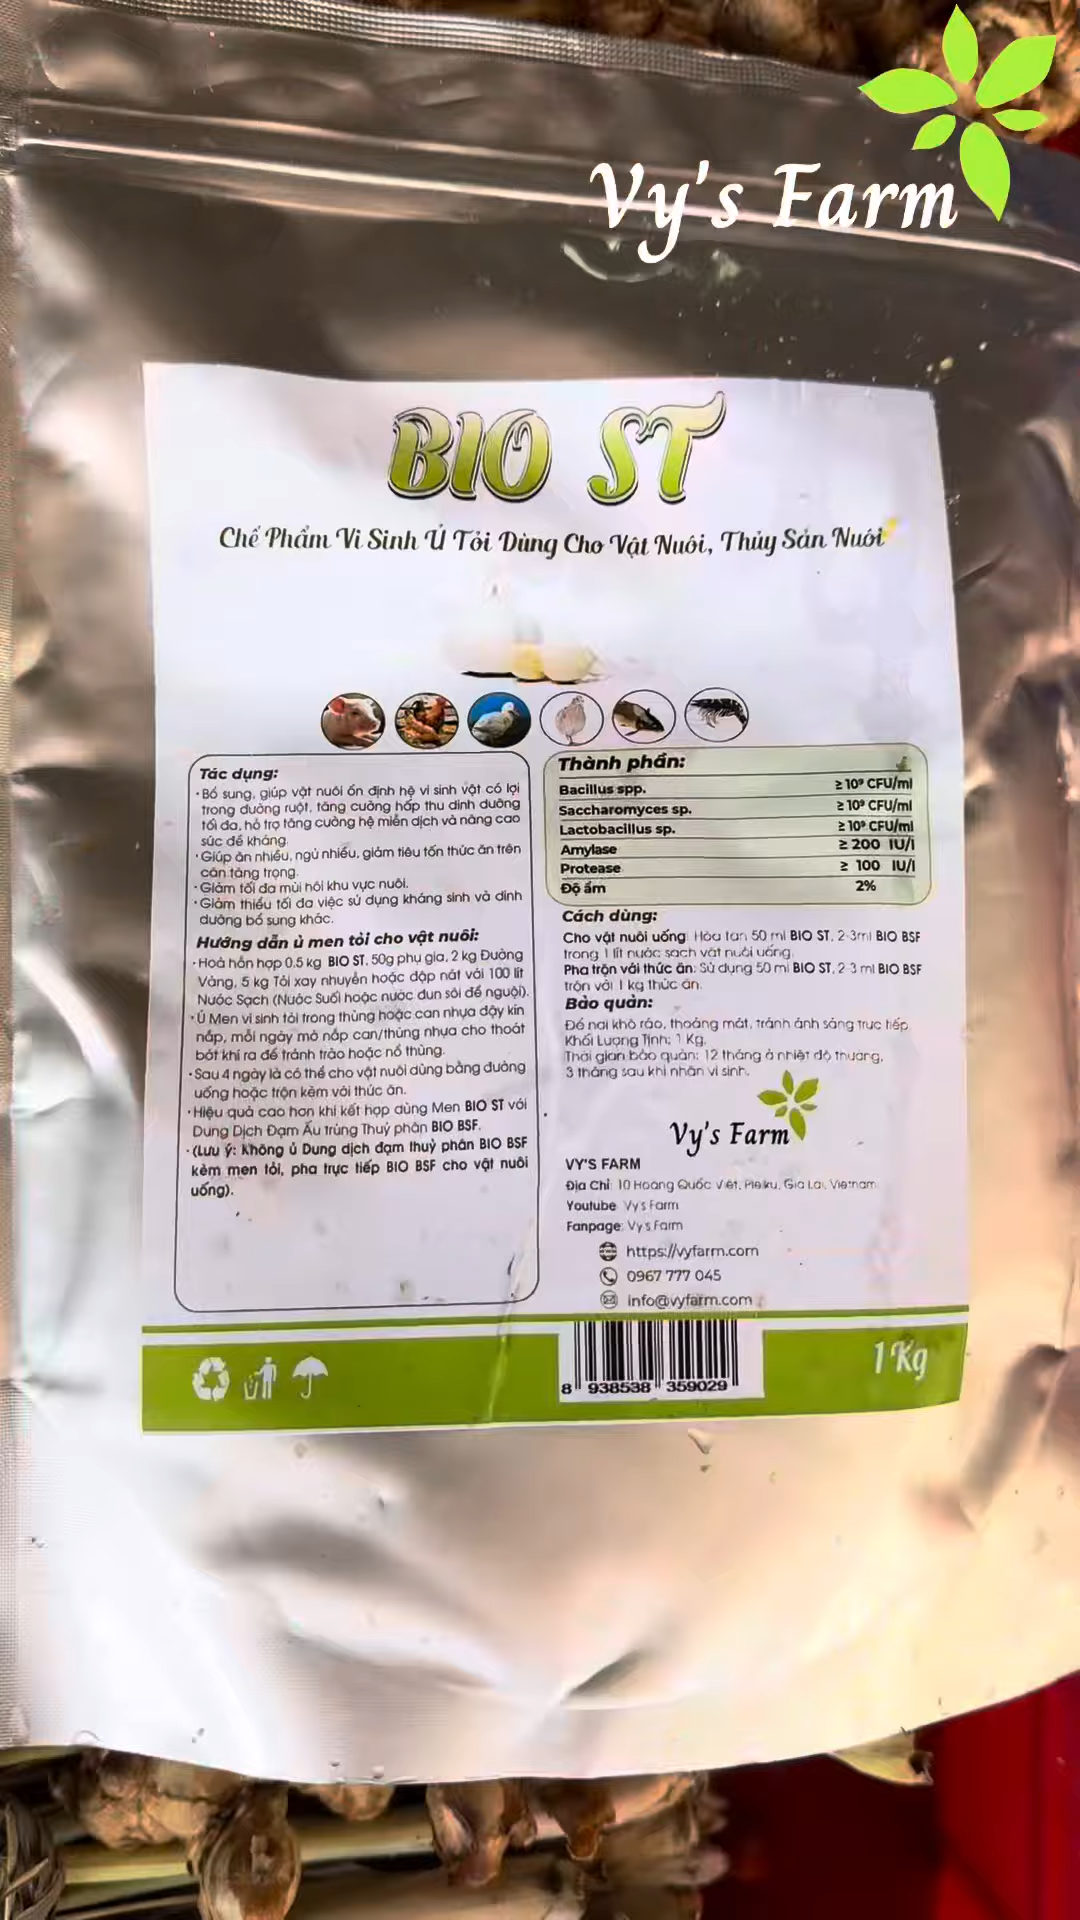 Vy's Farm
BIO ST
Chế Phẩm Vi Sinh Ủ Tỏi Dùng Cho Vật Nuôi, Thủy Sản Nuôi
Tác dụng:
• Bổ sung, giúp vật nuôi ổn định hệ vi sinh vật có lợi
trong đường ruột, tăng cường hấp thu dinh dưỡng
tối đa, hỗ trợ tăng cường hệ miễn dịch và nâng cao
sức đề kháng.
• Giúp ăn nhiều, ngủ nhiều, giảm tiêu tốn thức ăn trên
cân tăng trọng.
• Giảm tối đa mùi hôi khu vực nuôi.
• Giảm thiểu tối đa việc sử dụng kháng sinh và dinh
dưỡng bổ sung khác.
Hướng dẫn ủ men tỏi cho vật nuôi:
• Hoà hỗn hợp 0.5 kg BIO ST, 50g phụ gia, 2 kg Đường
Vàng, 5 kg Tỏi xay nhuyễn hoặc dập nát với 100 lít
Nước Sạch (Nước Suối hoặc nước đun sôi để nguội).
• Ủ Men vi sinh tỏi trong thùng hoặc can nhựa đậy kín
nắp, mỗi ngày mở nắp can/thùng nhựa cho thoát
bớt khí ra để tránh trào hoặc nổ thùng.
• Sau 4 ngày là có thể cho vật nuôi dùng bằng đường
uống hoặc trộn kèm với thức ăn.
• Hiệu quả cao hơn khi kết hợp dùng Men BIO ST với
Dung Dịch Đạm Ấu trùng Thuỷ phân BIO BSF.
• (Lưu ý: Không ủ Dung dịch đạm thuỷ phân BIO BSF
kèm men tỏi, pha trực tiếp BIO BSF cho vật nuôi
uống).
Thành phần:
Bacillus spp. ≥ 10⁹ CFU/ml
Saccharomyces sp. ≥ 10⁹ CFU/ml
Lactobacillus sp. ≥ 10⁹ CFU/ml
Amylase ≥ 200 IU/l
Protease ≥ 100 IU/l
Độ ẩm 2%
Cách dùng:
Cho vật nuôi uống: Hòa tan 50 ml BIO ST, 2-3ml BIO BSF
trong 1 lít nước sạch vật nuôi uống.
Pha trộn với thức ăn: Sử dụng 50 ml BIO ST, 2-3 ml BIO BSF
trộn với 1 kg thức ăn.
Bảo quản:
Để nơi khô ráo, thoáng mát, tránh ánh sáng trực tiếp.
Khối Lượng Tịnh: 1 Kg.
Thời gian bảo quản: 12 tháng ở nhiệt độ thường,
3 tháng sau khi nhân vi sinh.
Vy's Farm
VY'S FARM
Địa Chỉ: 10 Hoàng Quốc Việt, Pleiku, Gia Lai, Vietnam
Youtube: Vy's Farm
Fanpage: Vy's Farm
https://vyfarm.com
0967 777 045
info@vyfarm.com
8 938538 359029
1 Kg